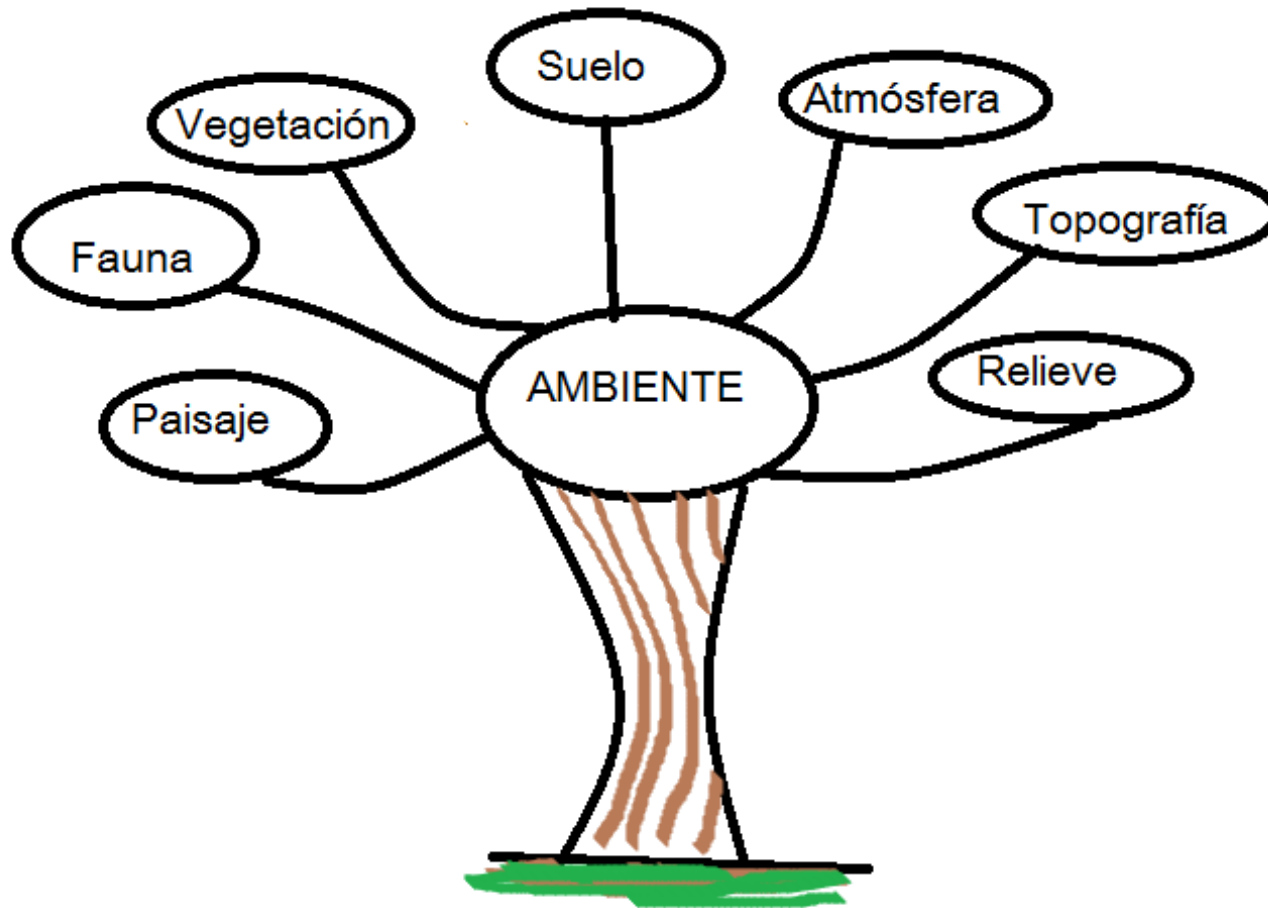 Suelo
Atmósfera
Vegetación
Topografía
Fauna
Relieve
AMBIENTE
Paisaje